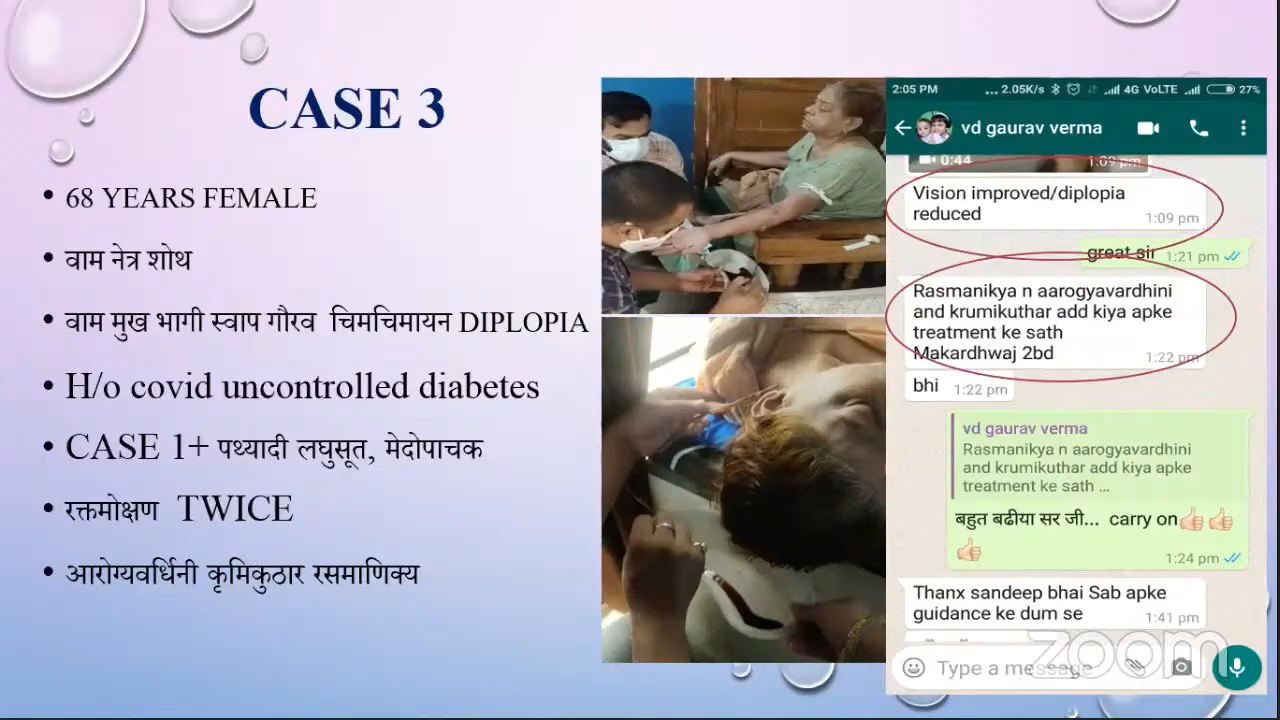 CASE 3
• 68 YEARS FEMALE
• वाम नेत्र शोथ
• वाम मुख भागी स्वाप गौरव चिमचिमायन DIPLOPIA
• H/o covid uncontrolled diabetes
• CASE 1+ पथ्यादी लघुसूत, मेदोपाचक
• रक्तमोक्षण TWICE
• आरोग्यवर्धिनी कृमिकुठार रसमाणिक्य
2:05 PM ... 2.05K/s 4G VoLTE 27%
vd gaurav verma
0:44 1:09 pm
Vision improved/diplopia
reduced 1:09 pm
great sir 1:21 pm
Rasmanikya n aarogyavardhini
and krumikuthar add kiya apke
treatment ke sath
Makardhwaj 2bd 1:22 pm
bhi 1:22 pm
vd gaurav verma
Rasmanikya n aarogyavardhini
and krumikuthar add kiya apke
treatment ke sath ...
बहुत बढीया सर जी... carry on
1:24 pm
Thanx sandeep bhai Sab apke
guidance ke dum se 1:41 pm
Type a message
zoom